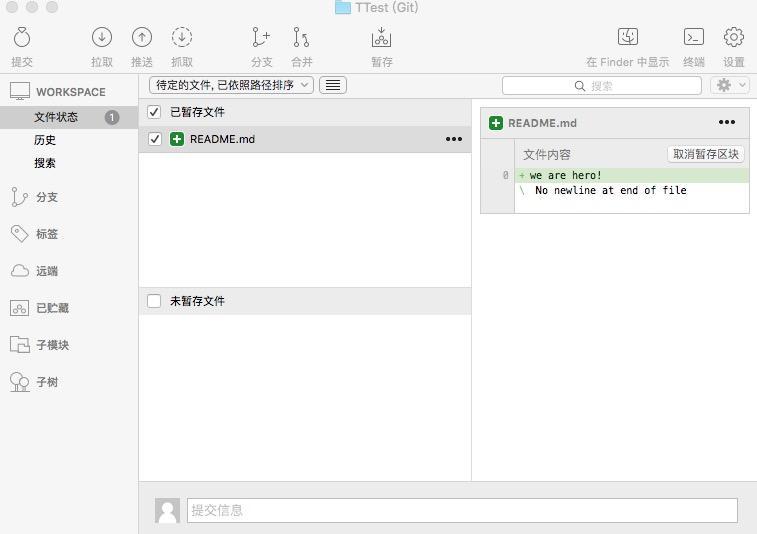 TTest (Git)
提交 拉取 推送 抓取 分支 合并 暂存 在 Finder 中显示 终端 设置
WORKSPACE
文件状态 1
历史
搜索
分支
标签
远端
已贮藏
子模块
子树
待定的文件, 已依照路径排序
搜索
已暂存文件
README.md
未暂存文件
README.md
文件内容 取消暂存区块
0 + we are hero!
\ No newline at end of file
提交信息